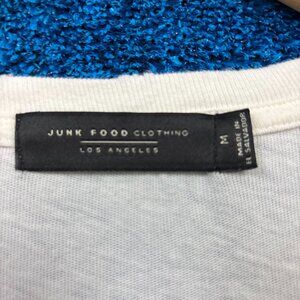 JUNK FOOD CLOTHING
LOS ANGELES
M
MADE IN
EL SALVADOR